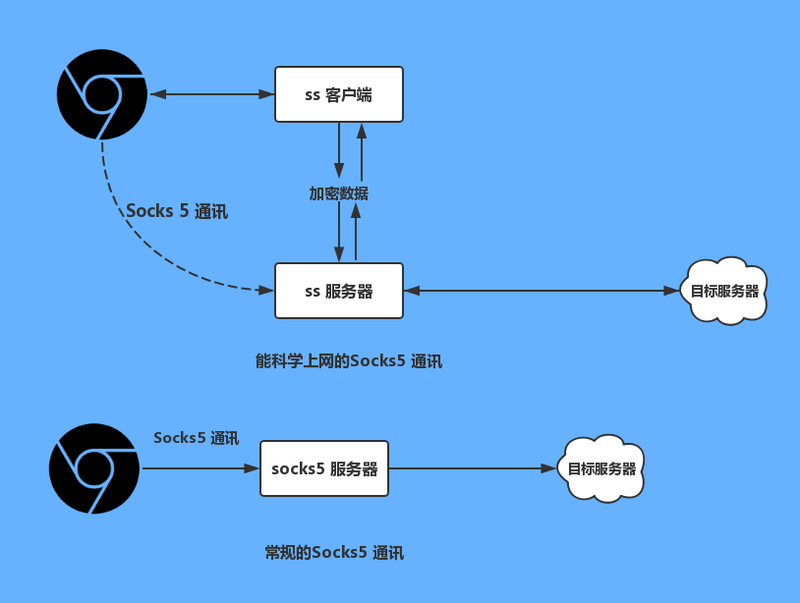 ss 客户端
加密数据
Socks 5 通讯
ss 服务器
目标服务器
能科学上网的Socks5 通讯
Socks5 通讯
socks5 服务器
目标服务器
常规的Socks5 通讯